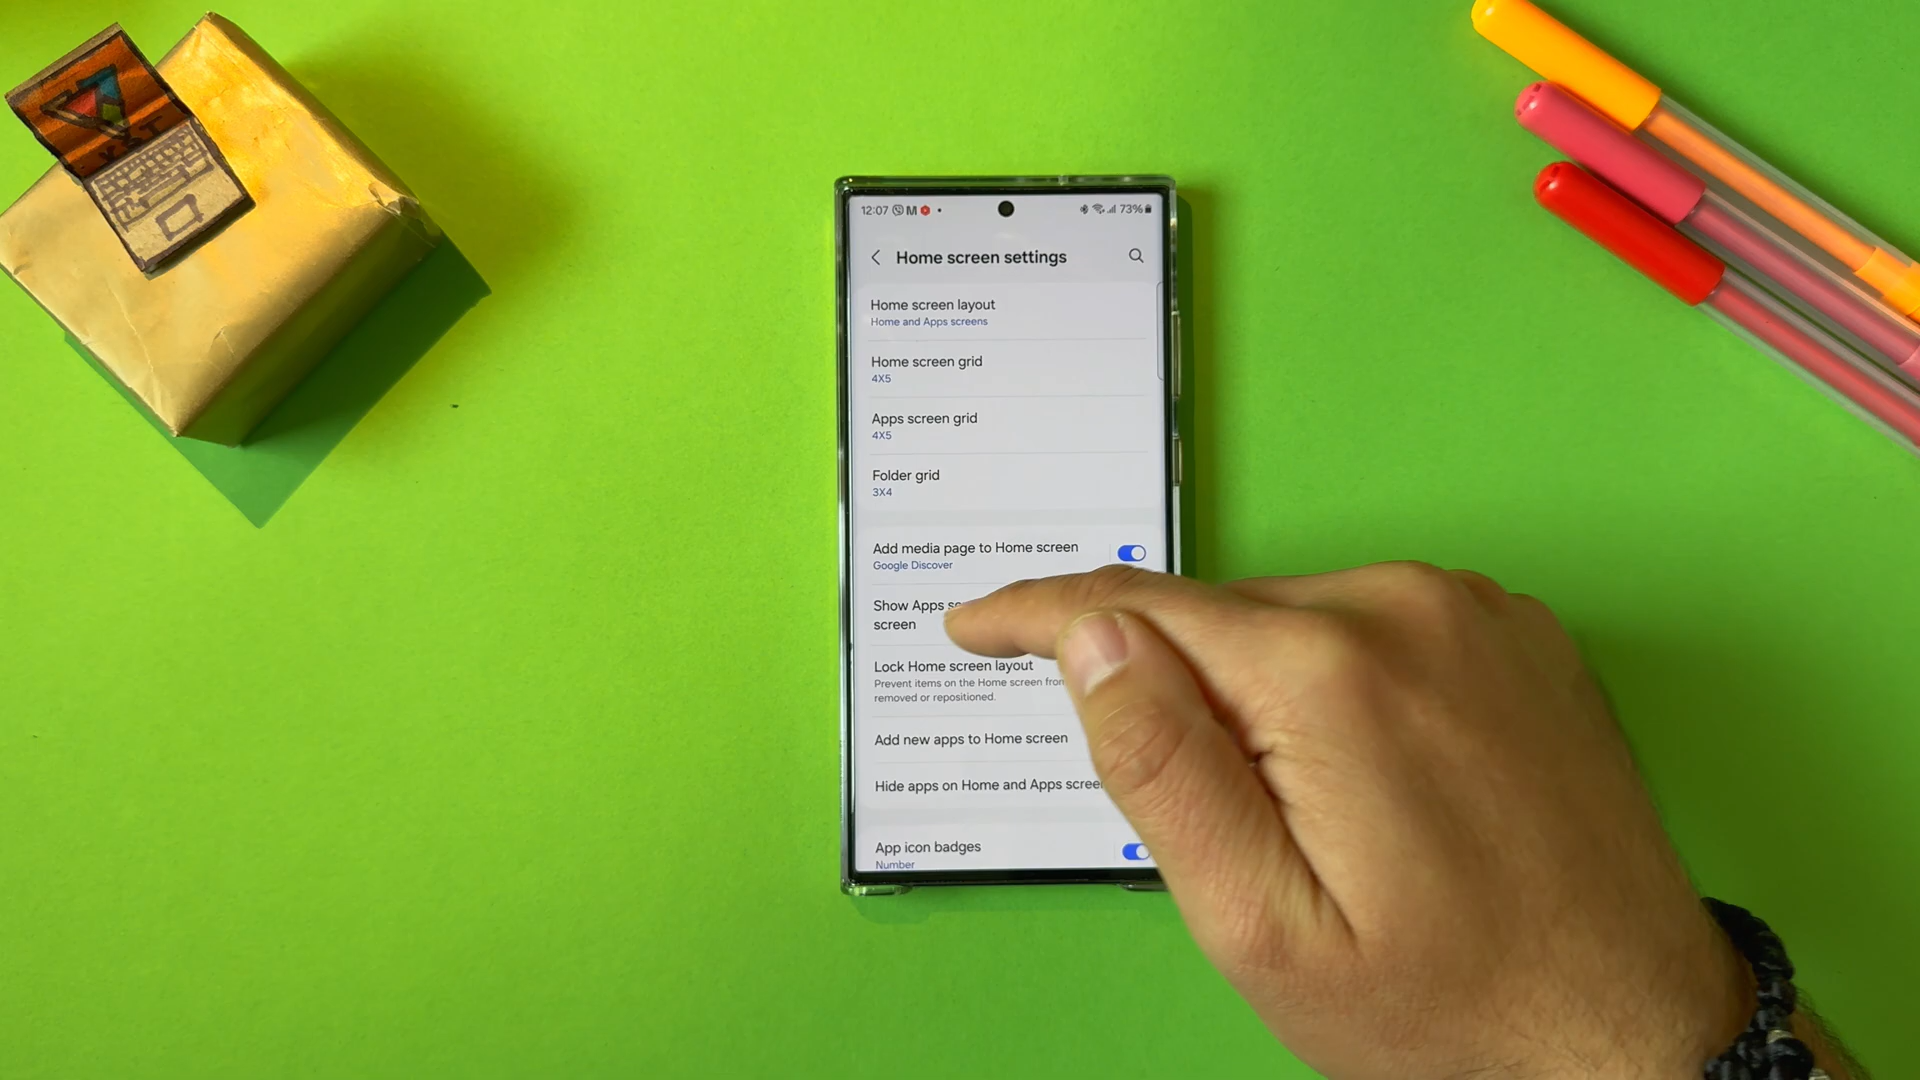 12:07 M 73%
Home screen settings
Home screen layout
Home and Apps screens
Home screen grid
4X5
Apps screen grid
4X5
Folder grid
3X4
Add media page to Home screen
Google Discover
Show Apps
screen
Lock Home screen layout
Prevent items on the Home screen from
removed or repositioned.
Add new apps to Home screen
Hide apps on Home and Apps
App icon badges
Number